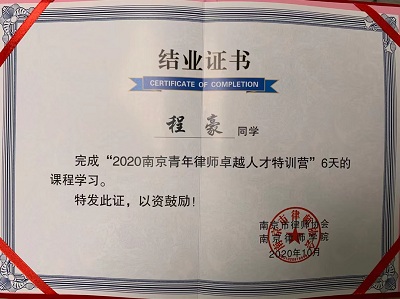 结业证书
CERTIFICATE OF COMPLETION
程豪 同学
完成“2020南京青年律师卓越人才特训营”6天的
课程学习。
特发此证，以资鼓励！
南京市律师协会
南京律师学院
2020年10月